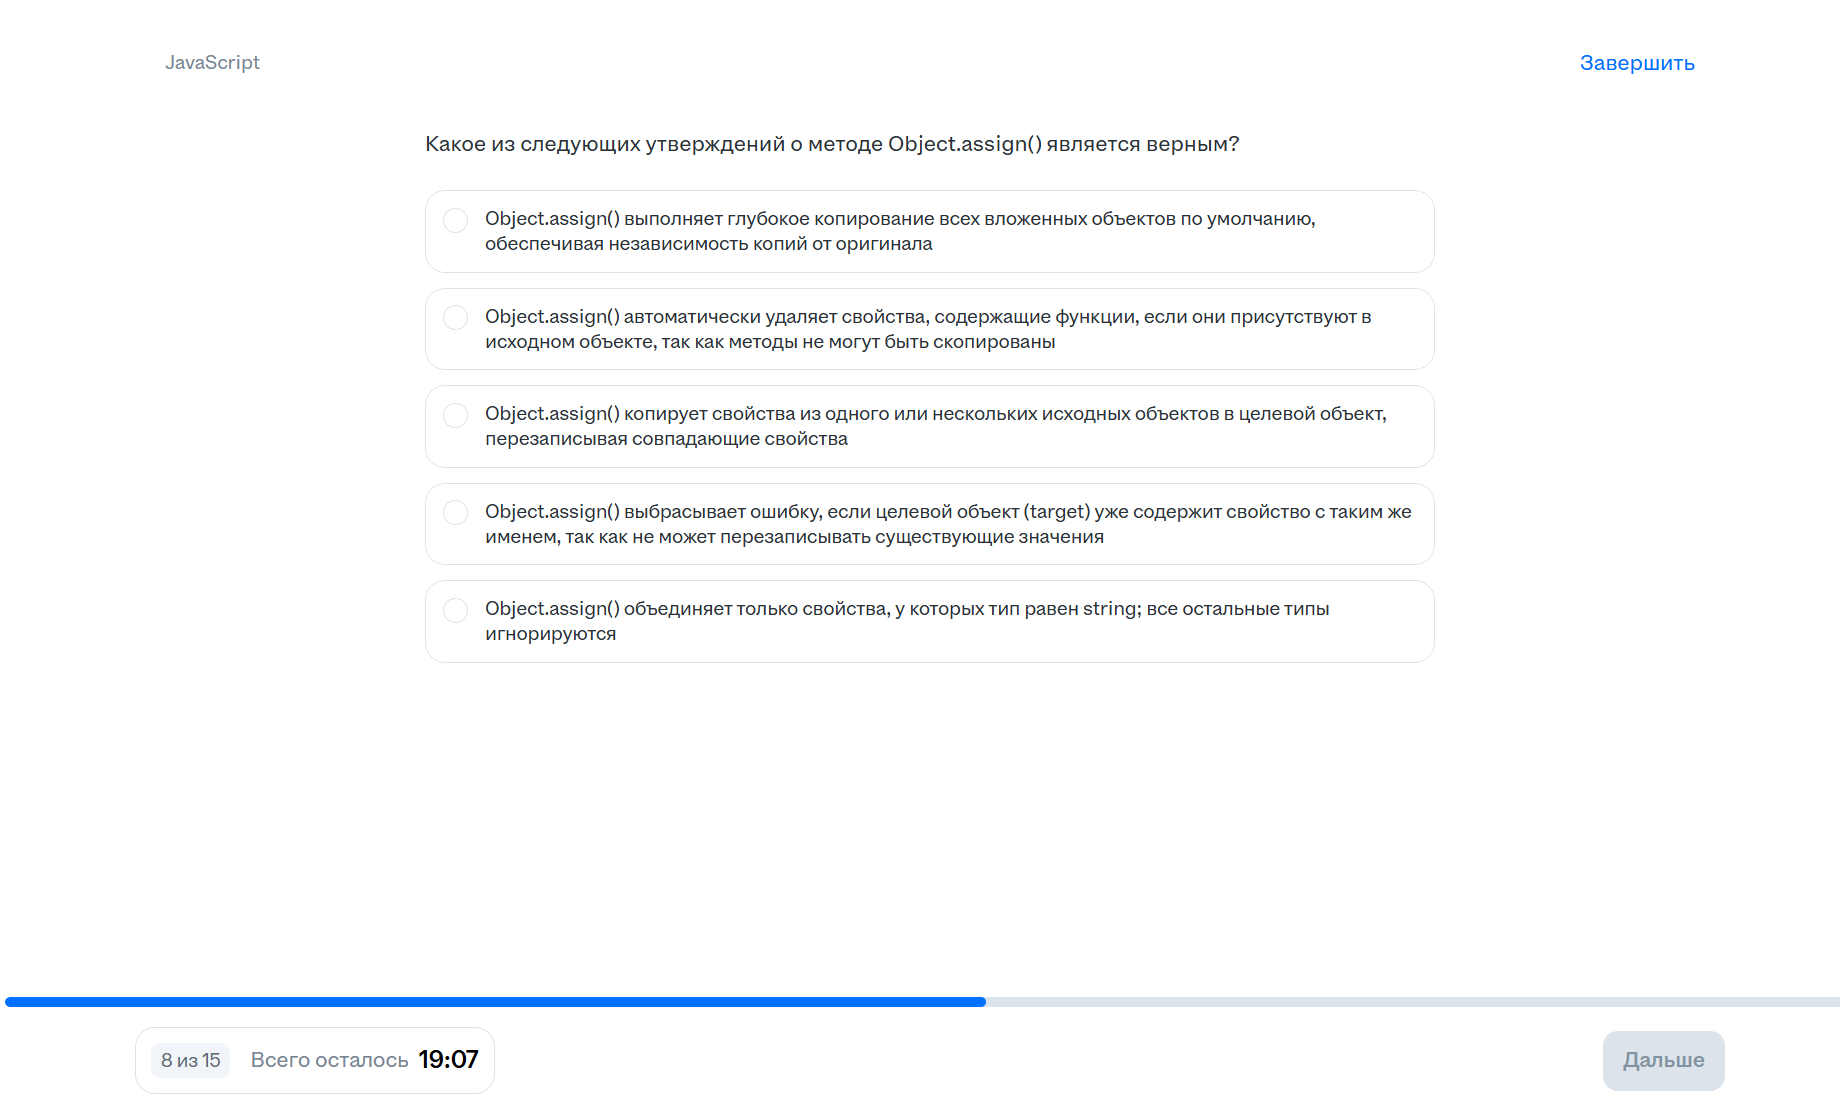 JavaScript
Завершить
Какое из следующих утверждений о методе Object.assign() является верным?
Object.assign() выполняет глубокое копирование всех вложенных объектов по умолчанию,
обеспечивая независимость копий от оригинала
Object.assign() автоматически удаляет свойства, содержащие функции, если они присутствуют в
исходном объекте, так как методы не могут быть скопированы
Object.assign() копирует свойства из одного или нескольких исходных объектов в целевой объект,
перезаписывая совпадающие свойства
Object.assign() выбрасывает ошибку, если целевой объект (target) уже содержит свойство с таким же
именем, так как не может перезаписывать существующие значения
Object.assign() объединяет только свойства, у которых тип равен string; все остальные типы
игнорируются
8 из 15 Всего осталось 19:07
Дальше